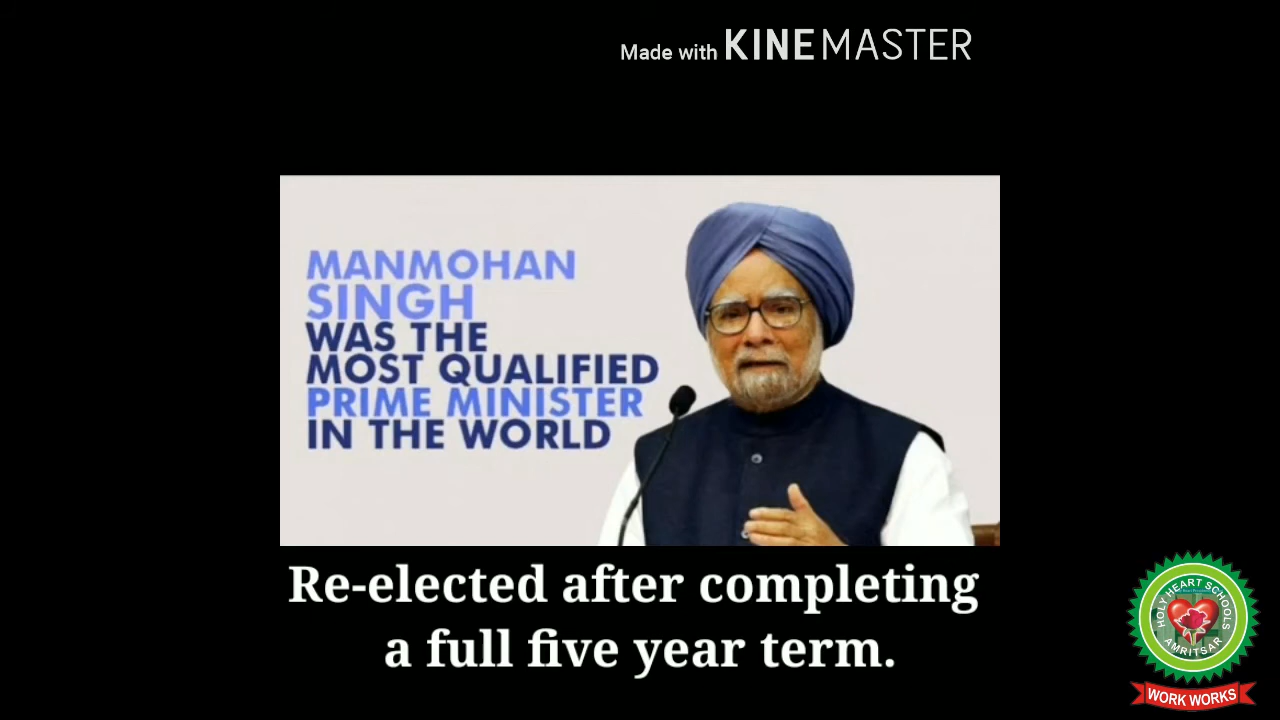 Made with KINEMASTER
MANMOHAN
SINGH
WAS THE
MOST QUALIFIED
PRIME MINISTER
IN THE WORLD
Re-elected after completing
a full five year term.
HOLY HEART SCHOOLS
AMRITSAR
WORK WORKS